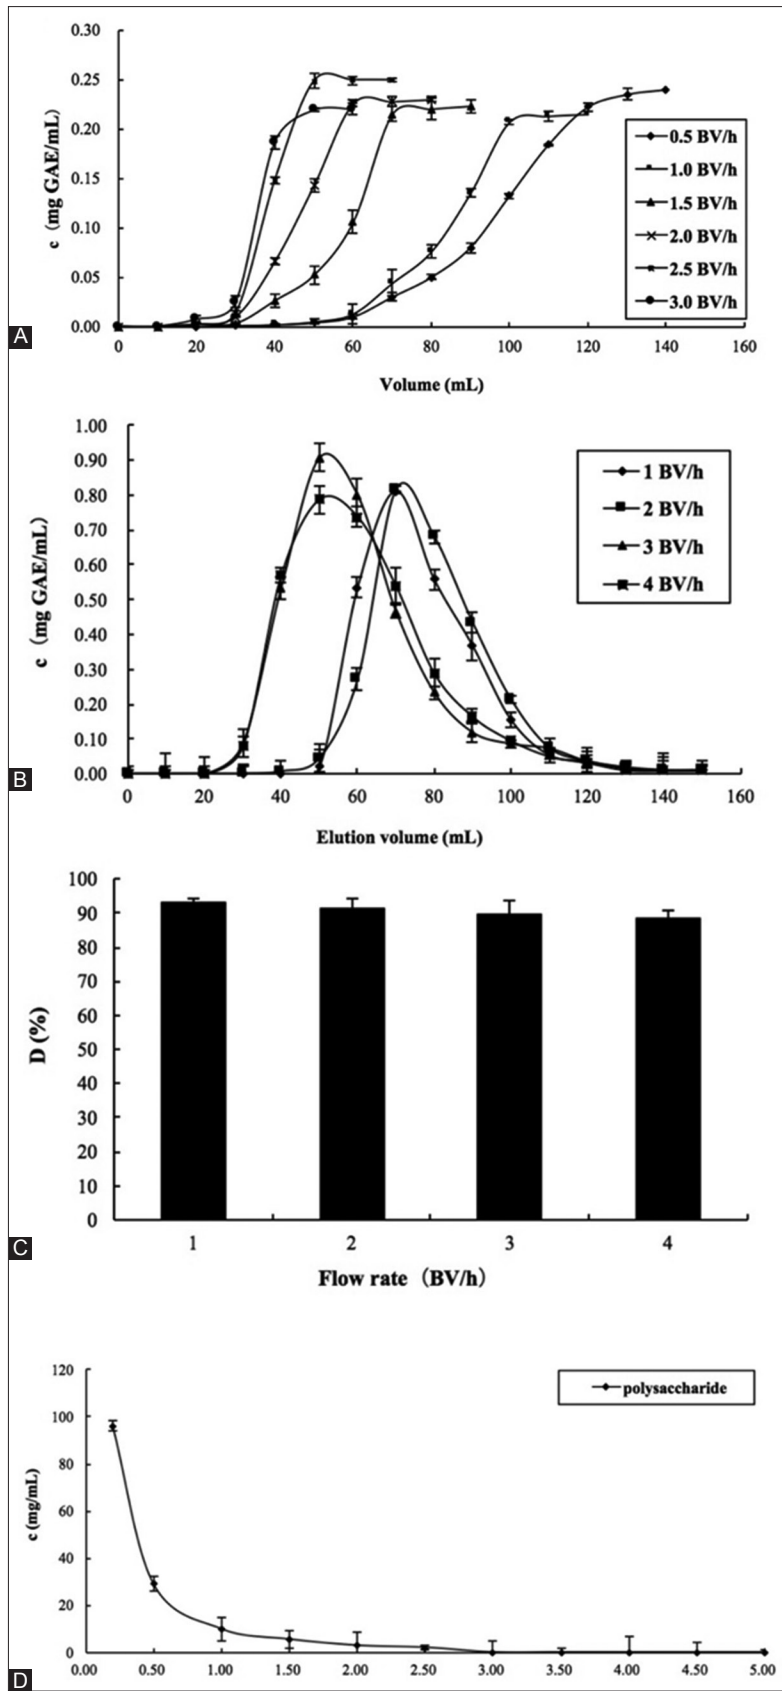 0.30
0.25
0.20
0.15
0.10
0.05
0.00
c (mg GAE/mL)
0 20 40 60 80 100 120 140 160
Volume (mL)
0.5 BV/h
1.0 BV/h
1.5 BV/h
2.0 BV/h
2.5 BV/h
3.0 BV/h
A
1.00
0.90
0.80
0.70
0.60
0.50
0.40
0.30
0.20
0.10
0.00
c (mg GAE/mL)
0 20 40 60 80 100 120 140 160
Elution volume (mL)
1 BV/h
2 BV/h
3 BV/h
4 BV/h
B
100
90
80
70
60
50
40
30
20
10
0
D (%)
1 2 3 4
Flow rate (BV/h)
C
120
100
80
60
40
20
0
c (mg/mL)
0.00 0.50 1.00 1.50 2.00 2.50 3.00 3.50 4.00 4.50 5.00
polysaccharide
D